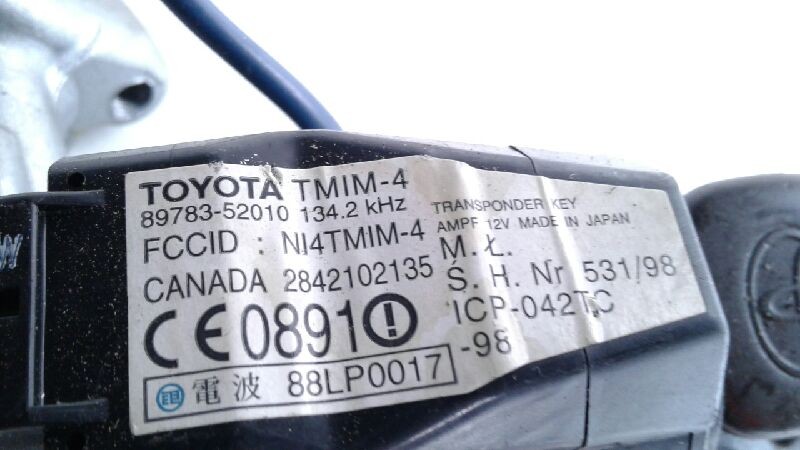 TOYOTA TMIM-4
89783-52010 134.2 kHz
TRANSPONDER KEY
AMPF 12V MADE IN JAPAN
FCCID : NI4TMIM-4
M.Ł.
CANADA 2842102135
Ś. H. Nr 531/98
CE0891
ICP-042TC
-98
電波 88LP0017
W